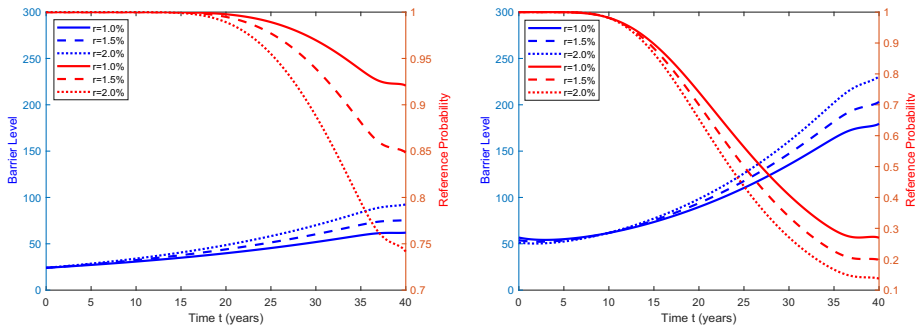 300
250
200
150
100
50
0
Barrier Level
r=1.0%
r=1.5%
r=2.0%
r=1.0%
r=1.5%
r=2.0%
1
0.95
0.9
0.85
0.8
0.75
0.7
Reference Probability
0 5 10 15 20 25 30 35 40
Time t (years)
300
250
200
150
100
50
0
Barrier Level
r=1.0%
r=1.5%
r=2.0%
r=1.0%
r=1.5%
r=2.0%
1
0.9
0.8
0.7
0.6
0.5
0.4
0.3
0.2
0.1
Reference Probability
0 5 10 15 20 25 30 35 40
Time t (years)